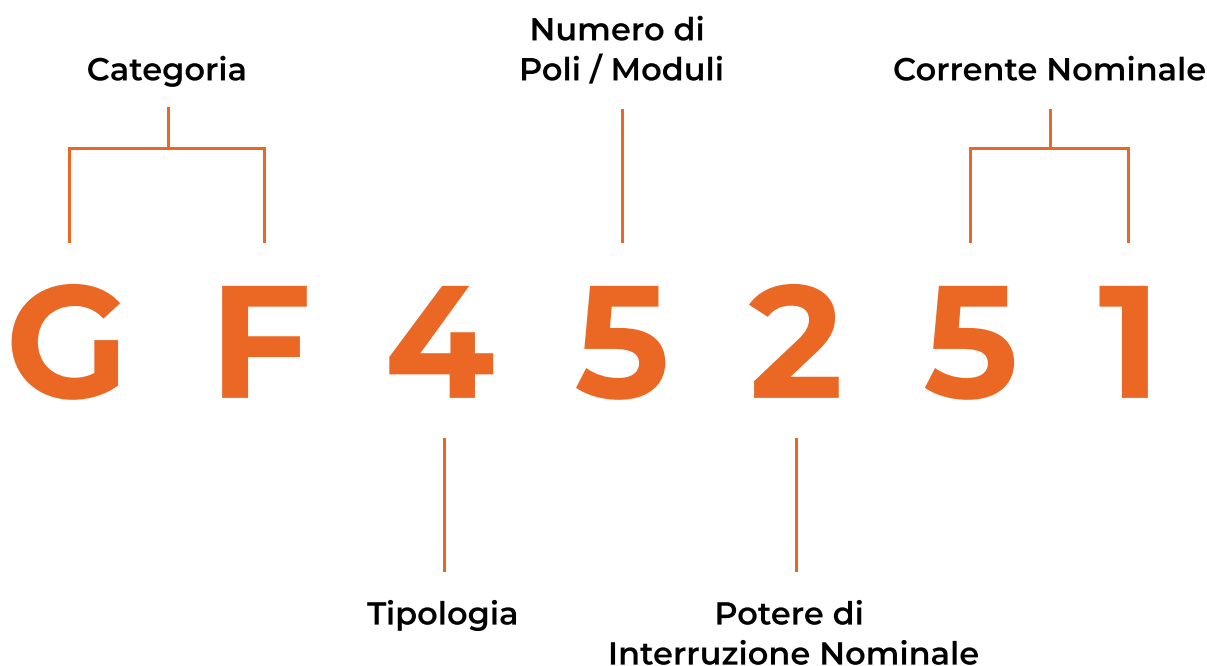 Categoria
Numero di
Poli / Moduli
Corrente Nominale
G F 4 5 2 5 1
Tipologia
Potere di
Interruzione Nominale